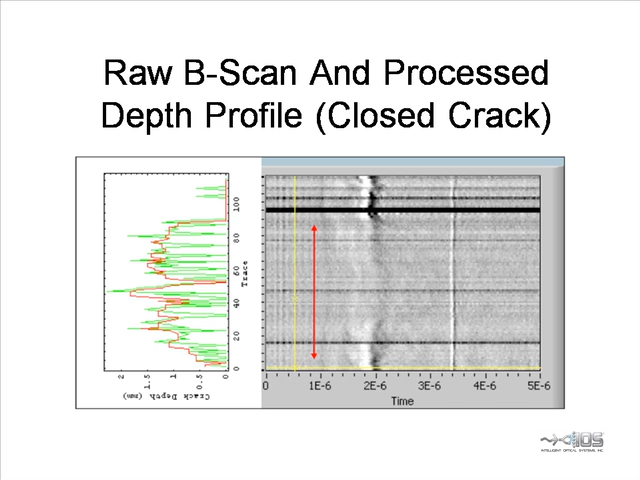 Raw B-Scan And Processed
Depth Profile (Closed Crack)
100
80
60
40
20
0
Trace
2
1.5
1
0.5
0
Crack Depth (mm)
0
1E-6
2E-6
3E-6
4E-6
5E-6
Time
IOS
INTELLIGENT OPTICAL SYSTEMS, INC.